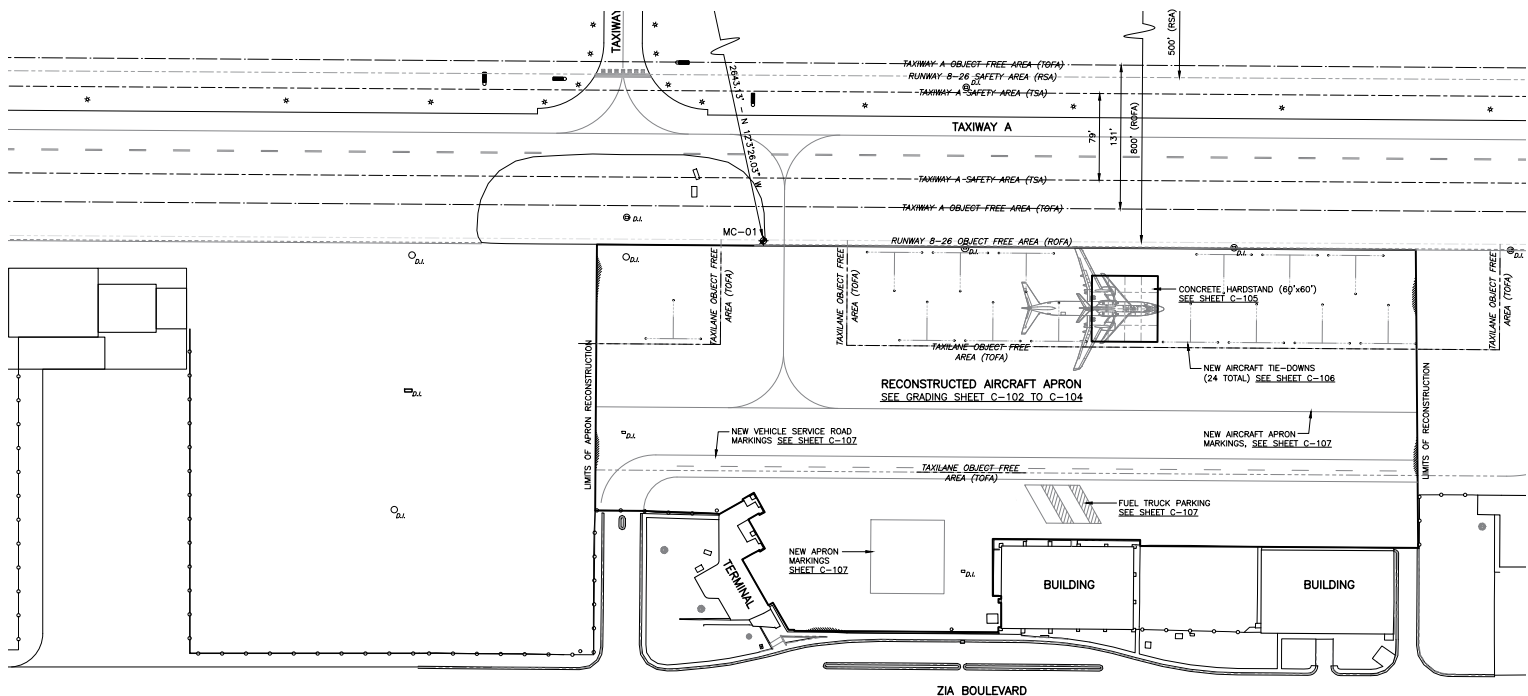 TAXIWAY
500' (RSA)
TAXIWAY A OBJECT FREE AREA (TOFA)
RUNWAY 8-26 SAFETY AREA (RSA)
D.I.
TAXIWAY A SAFETY AREA (TSA)
2643.13' - N 12°3'26.03" W
TAXIWAY A
79'
131'
800' (ROFA)
TAXIWAY A SAFETY AREA (TSA)
TAXIWAY A OBJECT FREE AREA (TOFA)
D.I.
MC-01
RUNWAY 8-26 OBJECT FREE AREA (ROFA)
D.I.
D.I.
D.I.
D.I.
D.I.
TAXILANE OBJECT FREE
AREA (TOFA)
TAXILANE OBJECT FREE
AREA (TOFA)
TAXILANE OBJECT FREE
AREA (TOFA)
CONCRETE HARDSTAND (60'x60')
SEE SHEET C-105
TAXILANE OBJECT FREE
AREA (TOFA)
NEW AIRCRAFT TIE-DOWNS
(24 TOTAL) SEE SHEET C-106
LIMITS OF APRON RECONSTRUCTION
LIMITS OF RECONSTRUCTION
RECONSTRUCTED AIRCRAFT APRON
SEE GRADING SHEET C-102 TO C-104
D.I.
D.I.
NEW VEHICLE SERVICE ROAD
MARKINGS SEE SHEET C-107
NEW AIRCRAFT APRON
MARKINGS, SEE SHEET C-107
TAXILANE OBJECT FREE
AREA (TOFA)
D.I.
FUEL TRUCK PARKING
SEE SHEET C-107
NEW APRON
MARKINGS
SHEET C-107
TERMINAL
D.I.
BUILDING
BUILDING
ZIA BOULEVARD